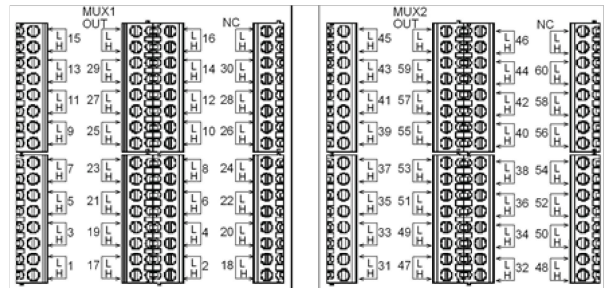 MUX1 MUX2
OUT NC OUT NC
L H 15 L H L H 16 L H L H 45 L H L H 46 L H
L H 13 29 L H L H 14 30 L H L H 43 59 L H L H 44 60 L H
L H 11 27 L H L H 12 28 L H L H 41 57 L H L H 42 58 L H
L H 9 25 L H L H 10 26 L H L H 39 55 L H L H 40 56 L H
L H 7 23 L H L H 8 24 L H L H 37 53 L H L H 38 54 L H
L H 5 21 L H L H 6 22 L H L H 35 51 L H L H 36 52 L H
L H 3 19 L H L H 4 20 L H L H 33 49 L H L H 34 50 L H
L H 1 17 L H L H 2 18 L H L H 31 47 L H L H 32 48 L H